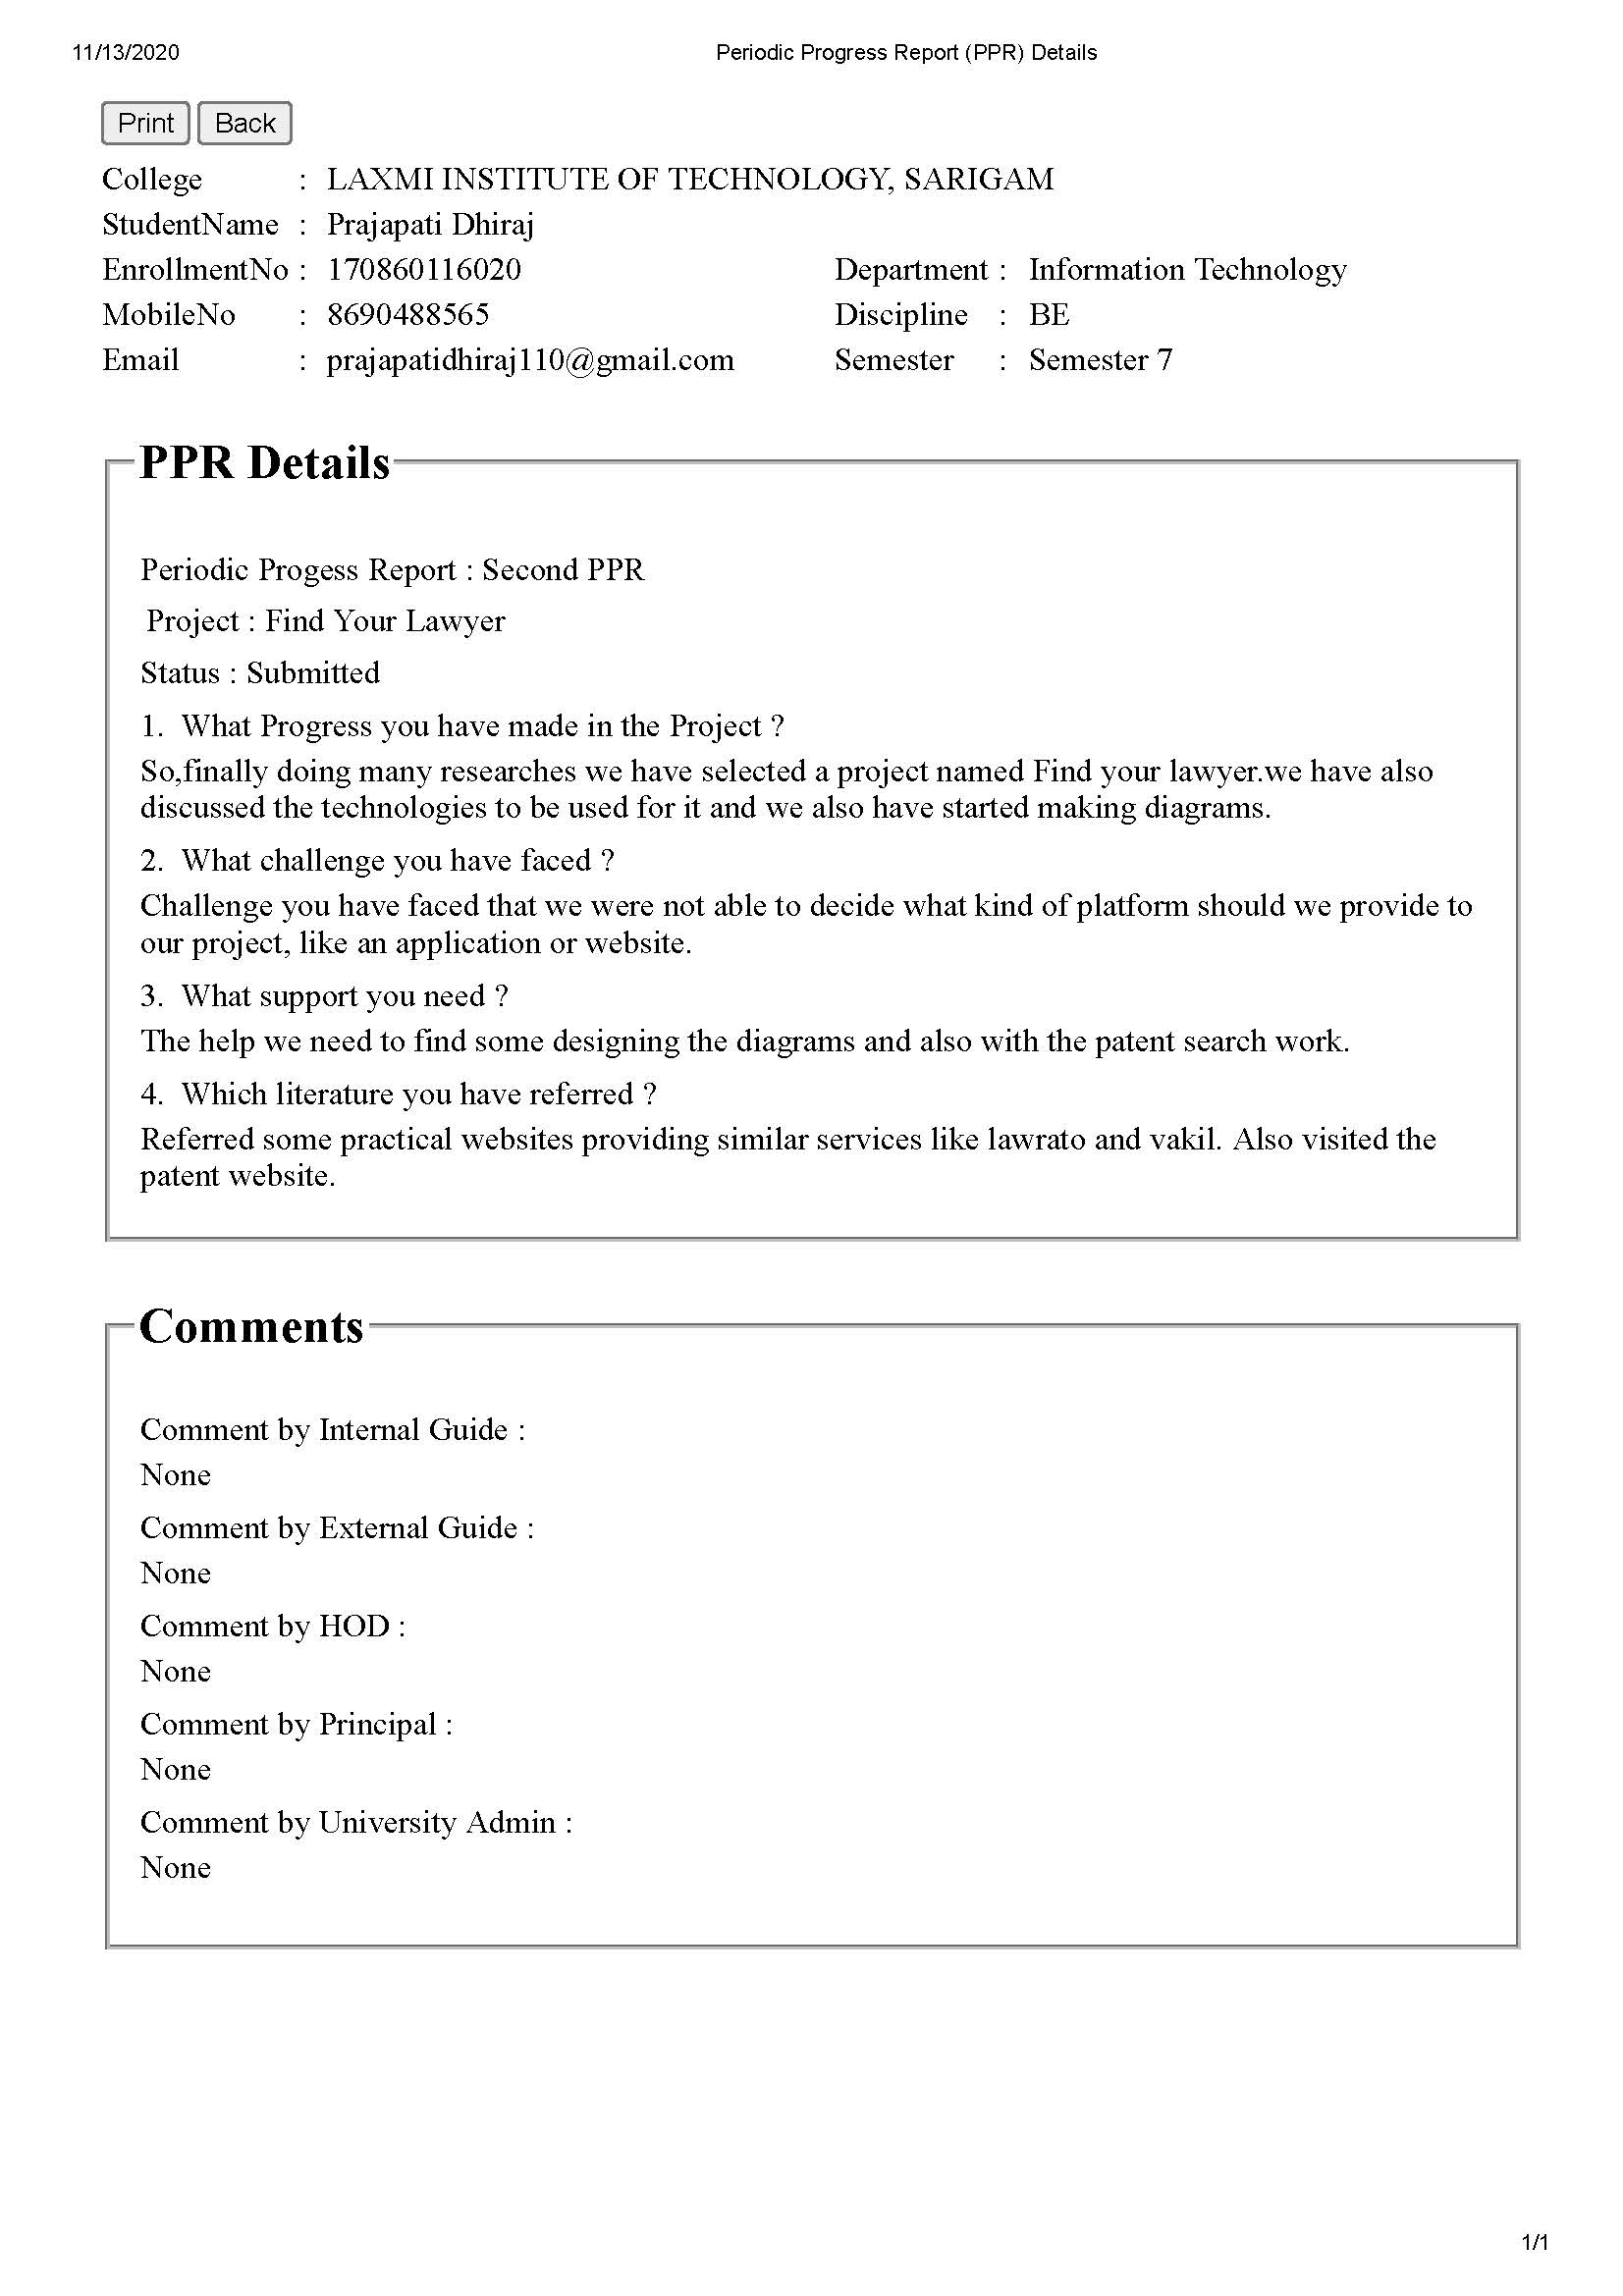 11/13/2020 Periodic Progress Report (PPR) Details
Print Back
College : LAXMI INSTITUTE OF TECHNOLOGY, SARIGAM
StudentName : Prajapati Dhiraj
EnrollmentNo : 170860116020 Department : Information Technology
MobileNo : 8690488565 Discipline : BE
Email : prajapatidhiraj110@gmail.com Semester : Semester 7
PPR Details
Periodic Progess Report : Second PPR
Project : Find Your Lawyer
Status : Submitted
1. What Progress you have made in the Project ?
So,finally doing many researches we have selected a project named Find your lawyer.we have also
discussed the technologies to be used for it and we also have started making diagrams.
2. What challenge you have faced ?
Challenge you have faced that we were not able to decide what kind of platform should we provide to
our project, like an application or website.
3. What support you need ?
The help we need to find some designing the diagrams and also with the patent search work.
4. Which literature you have referred ?
Referred some practical websites providing similar services like lawrato and vakil. Also visited the
patent website.
Comments
Comment by Internal Guide :
None
Comment by External Guide :
None
Comment by HOD :
None
Comment by Principal :
None
Comment by University Admin :
None
1/1